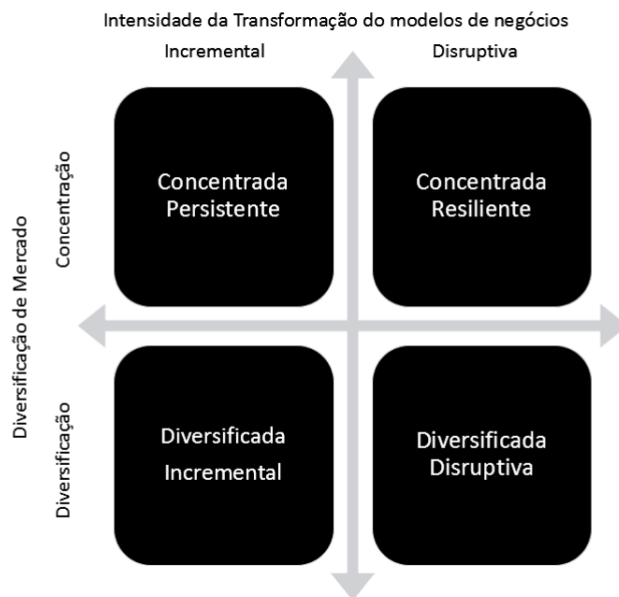 Intensidade da Transformação do modelos de negócios
Incremental
Disruptiva
Diversificação de Mercado
Concentração
Concentrada
Persistente
Concentrada
Resiliente
Diversificação
Diversificada
Incremental
Diversificada
Disruptiva